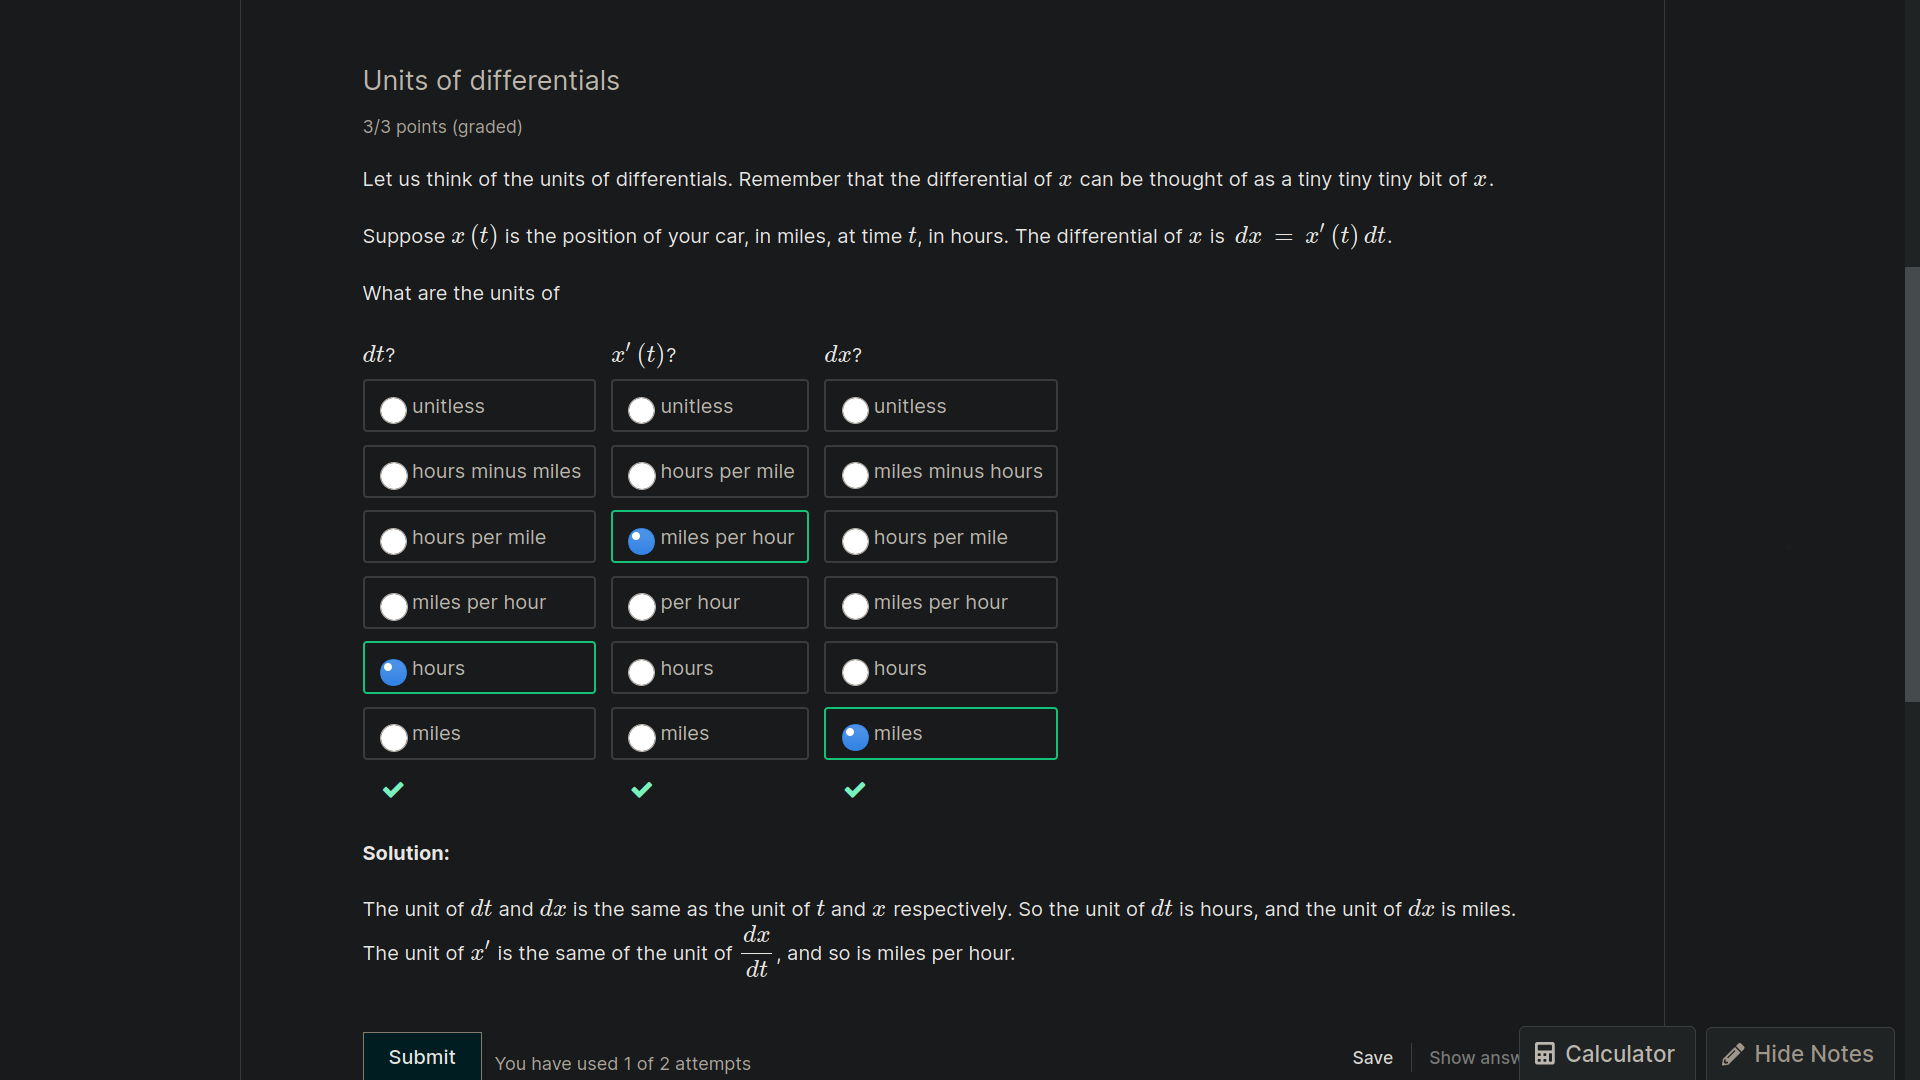 Units of differentials
3/3 points (graded)
Let us think of the units of differentials. Remember that the differential of x can be thought of as a tiny tiny tiny bit of x.
Suppose x (t) is the position of your car, in miles, at time t, in hours. The differential of x is dx = x′ (t) dt.
What are the units of
dt? x′ (t)? dx?
unitless unitless unitless
hours minus miles hours per mile miles minus hours
hours per mile miles per hour hours per mile
miles per hour per hour miles per hour
hours hours hours
miles miles miles
Solution:
The unit of dt and dx is the same as the unit of t and x respectively. So the unit of dt is hours, and the unit of dx is miles.
The unit of x′ is the same of the unit of dx/dt, and so is miles per hour.
Submit You have used 1 of 2 attempts Save Show answ Calculator Hide Notes